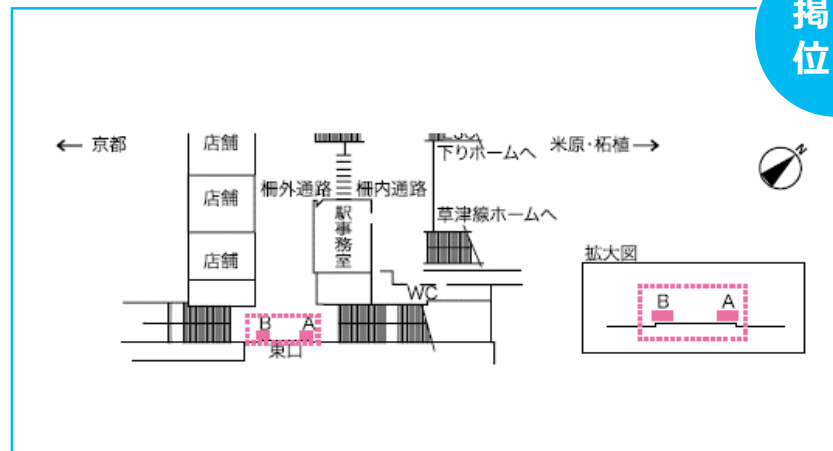 掲
位
← 京都
店舗
下りホームへ
米原・柘植→
N
柵外通路
柵内通路
店舗
駅事務室
草津線ホームへ
店舗
拡大図
WC
B A
B A
東口